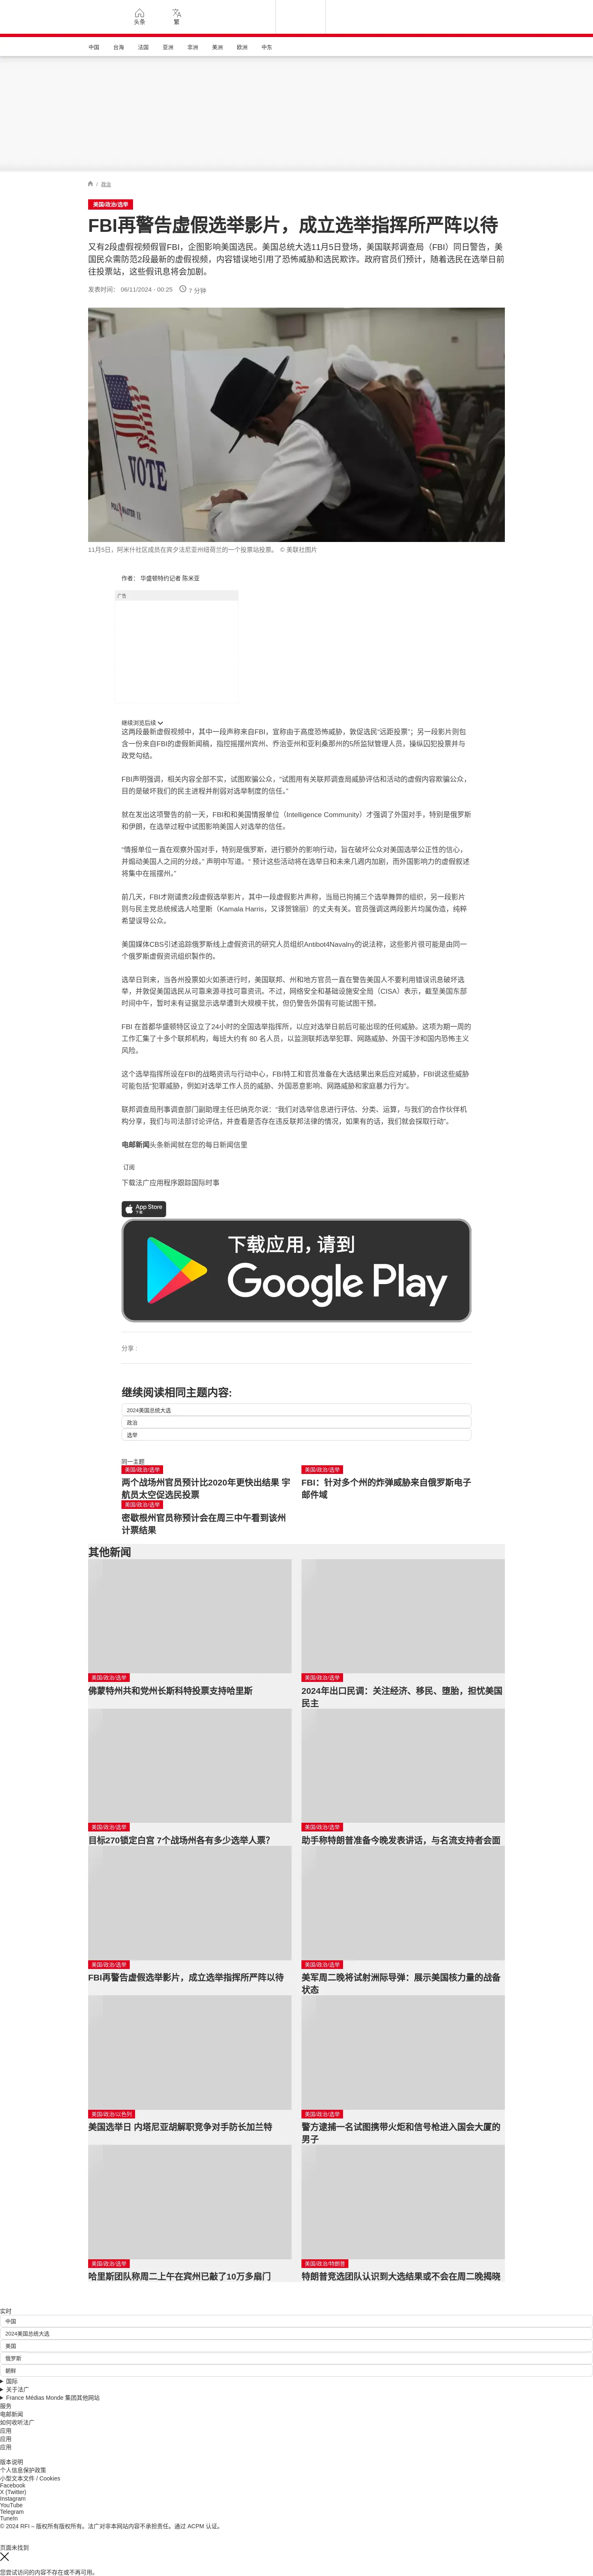 头条
繁
中国
台海
法国
亚洲
非洲
美洲
欧洲
中东
/ 政治
美国/政治/选举
FBI再警告虚假选举影片，成立选举指挥所严阵以待
又有2段虚假视频假冒FBI，企图影响美国选民。美国总统大选11月5日登场，美国联邦调查局（FBI）同日警告，美
国民众需防范2段最新的虚假视频，内容错误地引用了恐怖威胁和选民欺诈。政府官员们预计，随着选民在选举日前
往投票站，这些假讯息将会加剧。
发表时间： 06/11/2024 - 00:25
7 分钟
VOTE
11月5日，阿米什社区成员在宾夕法尼亚州纽荷兰的一个投票站投票。 © 美联社图片
作者： 华盛顿特约记者 陈米亚
广告
继续浏览后续
这两段最新虚假视频中，其中一段声称来自FBI，宣称由于高度恐怖威胁，敦促选民“远距投票”；另一段影片则包
含一份来自FBI的虚假新闻稿，指控摇摆州宾州、乔治亚州和亚利桑那州的5所监狱管理人员，操纵囚犯投票并与
政党勾结。
FBI声明强调，相关内容全部不实，试图欺骗公众，“试图用有关联邦调查局威胁评估和活动的虚假内容欺骗公众，
目的是破坏我们的民主进程并削弱对选举制度的信任。”
就在发出这项警告的前一天，FBI和和美国情报单位（Intelligence Community）才强调了外国对手，特别是俄罗斯
和伊朗，在选举过程中试图影响美国人对选举的信任。
“情报单位一直在观察外国对手，特别是俄罗斯，进行额外的影响行动，旨在破坏公众对美国选举公正性的信心，
并煽动美国人之间的分歧。” 声明中写道。“ 预计这些活动将在选举日和未来几週内加剧，而外国影响力的虚假叙述
将集中在摇摆州。”
前几天，FBI才刚谴责2段虚假选举影片，其中一段虚假影片声称，当局已拘捕三个选举舞弊的组织，另一段影片
则与民主党总统候选人哈里斯（Kamala Harris，又译贺锦丽）的丈夫有关。官员强调这两段影片均属伪造，纯粹
希望误导公众。
美国媒体CBS引述追踪俄罗斯线上虚假资讯的研究人员组织Antibot4Navalny的说法称，这些影片很可能是由同一
个俄罗斯虚假资讯组织製作的。
选举日到来，当各州投票如火如荼进行时，美国联邦、州和地方官员一直在警告美国人不要利用错误讯息破坏选
举，并敦促美国选民从可靠来源寻找可靠资讯。不过，网络安全和基础设施安全局（CISA）表示，截至美国东部
时间中午，暂时未有证据显示选举遭到大规模干扰，但仍警告外国有可能试图干预。
FBI 在首都华盛顿特区设立了24小时的全国选举指挥所，以应对选举日前后可能出现的任何威胁。这项为期一周的
工作汇集了十多个联邦机构，每班大约有 80 名人员，以监测联邦选举犯罪、网路威胁、外国干涉和国内恐怖主义
风险。
这个选举指挥所设在FBI的战略资讯与行动中心，FBI特工和官员准备在大选结果出来后应对威胁，FBI说这些威胁
可能包括“犯罪威胁，例如对选举工作人员的威胁、外国恶意影响、网路威胁和家庭暴力行为”。
联邦调查局刑事调查部门副助理主任巴纳克尔说：“我们对选举信息进行评估、分类、运算，与我们的合作伙伴机
构分享，我们与司法部讨论评估，并查看是否存在违反联邦法律的情况，如果有的话，我们就会採取行动”。
电邮新闻头条新闻就在您的每日新闻信里
订阅
下载法广应用程序跟踪国际时事
App Store
下载
下载应用，请到
Google Play
分享 :
继续阅读相同主题内容:
2024美国总统大选
政治
选举
同一主题
美国/政治/选举
两个战场州官员预计比2020年更快出结果 宇
航员太空促选民投票
美国/政治/选举
FBI：针对多个州的炸弹威胁来自俄罗斯电子
邮件域
美国/政治/选举
密歇根州官员称预计会在周三中午看到该州
计票结果
其他新闻
美国/政治/选举
佛蒙特州共和党州长斯科特投票支持哈里斯
美国/政治/选举
2024年出口民调：关注经济、移民、堕胎，担忧美国
民主
美国/政治/选举
目标270锁定白宫 7个战场州各有多少选举人票？
美国/政治/选举
助手称特朗普准备今晚发表讲话，与名流支持者会面
美国/政治/选举
FBI再警告虚假选举影片，成立选举指挥所严阵以待
美国/政治/选举
美军周二晚将试射洲际导弹：展示美国核力量的战备
状态
美国/政治/以色列
美国选举日 内塔尼亚胡解职竞争对手防长加兰特
美国/政治/选举
警方逮捕一名试图携带火炬和信号枪进入国会大厦的
男子
美国/政治/选举
哈里斯团队称周二上午在宾州已敲了10万多扇门
美国/政治/特朗普
特朗普竞选团队认识到大选结果或不会在周二晚揭晓
实时
中国
2024美国总统大选
美国
俄罗斯
朝鲜
国际
关于法广
France Médias Monde 集团其他网站
服务
电邮新闻
如何收听法广
应用
应用
应用
版本说明
个人信息保护政策
小型文本文件 / Cookies
Facebook
X (Twitter)
Instagram
YouTube
Telegram
TuneIn
© 2024 RFI – 版权所有版权所有。法广对非本网站内容不承担责任。通过 ACPM 认证。
页面未找到
您尝试访问的内容不存在或不再可用。